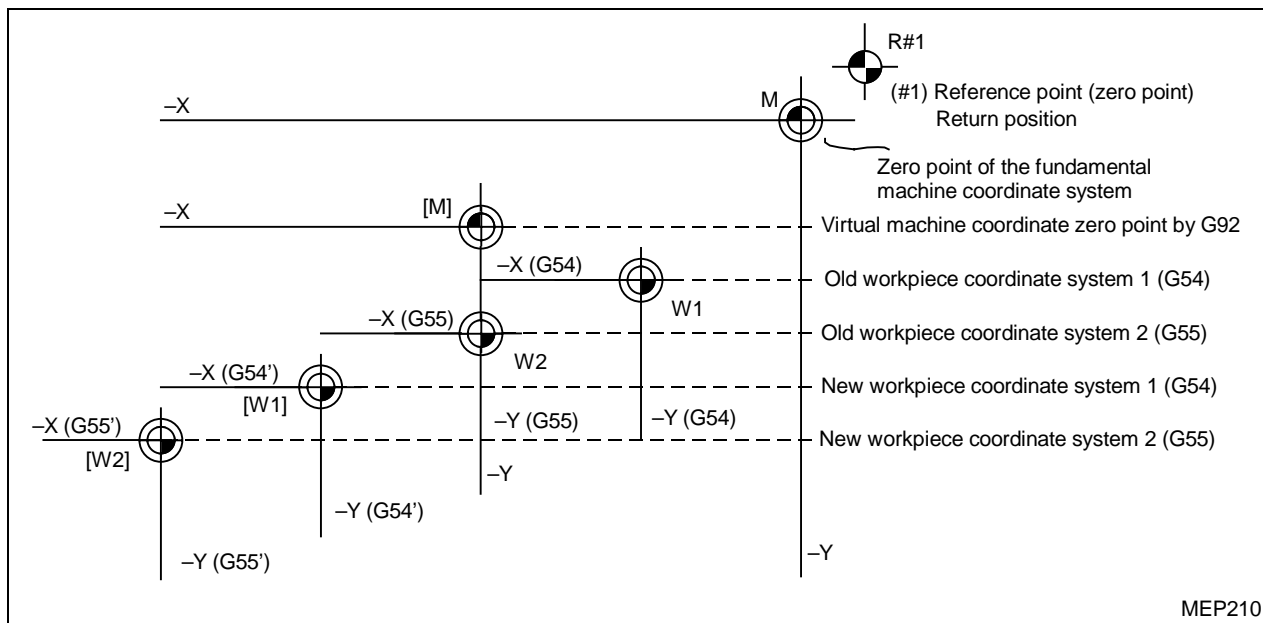 R#1
(#1) Reference point (zero point)
Return position
–X
M
Zero point of the fundamental
machine coordinate system
–X
[M]
Virtual machine coordinate zero point by G92
–X (G54)
Old workpiece coordinate system 1 (G54)
W1
–X (G55)
Old workpiece coordinate system 2 (G55)
W2
–X (G54’)
New workpiece coordinate system 1 (G54)
[W1]
–X (G55’)
–Y (G55)
–Y (G54)
New workpiece coordinate system 2 (G55)
[W2]
–Y
–Y (G54’)
–Y (G55’)
–Y
MEP210